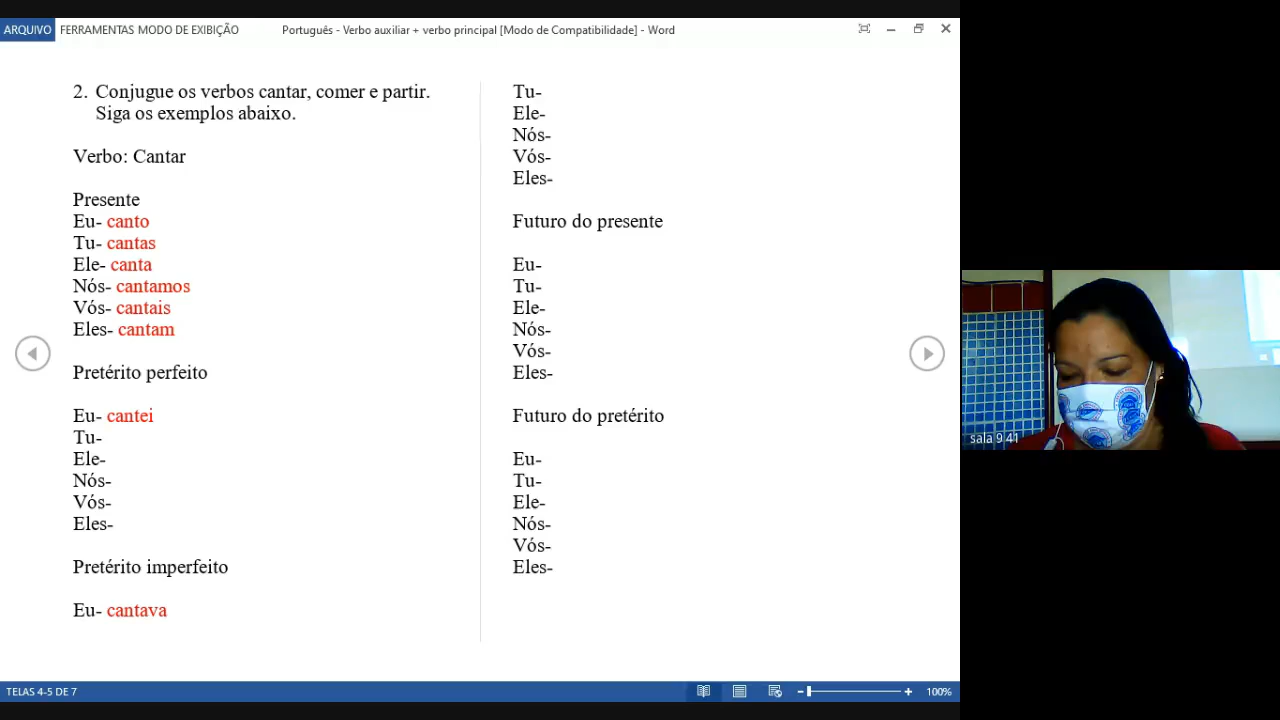 ARQUIVO FERRAMENTAS MODO DE EXIBIÇÃO Português - Verbo auxiliar + verbo principal [Modo de Compatibilidade] - Word
2. Conjugue os verbos cantar, comer e partir.
Siga os exemplos abaixo.
Verbo: Cantar
Presente
Eu- canto
Tu- cantas
Ele- canta
Nós- cantamos
Vós- cantais
Eles- cantam
Pretérito perfeito
Eu- cantei
Tu-
Ele-
Nós-
Vós-
Eles-
Pretérito imperfeito
Eu- cantava
Tu-
Ele-
Nós-
Vós-
Eles-
Futuro do presente
Eu-
Tu-
Ele-
Nós-
Vós-
Eles-
Futuro do pretérito
Eu-
Tu-
Ele-
Nós-
Vós-
Eles-
sala 9 41
TELAS 4-5 DE 7
100%